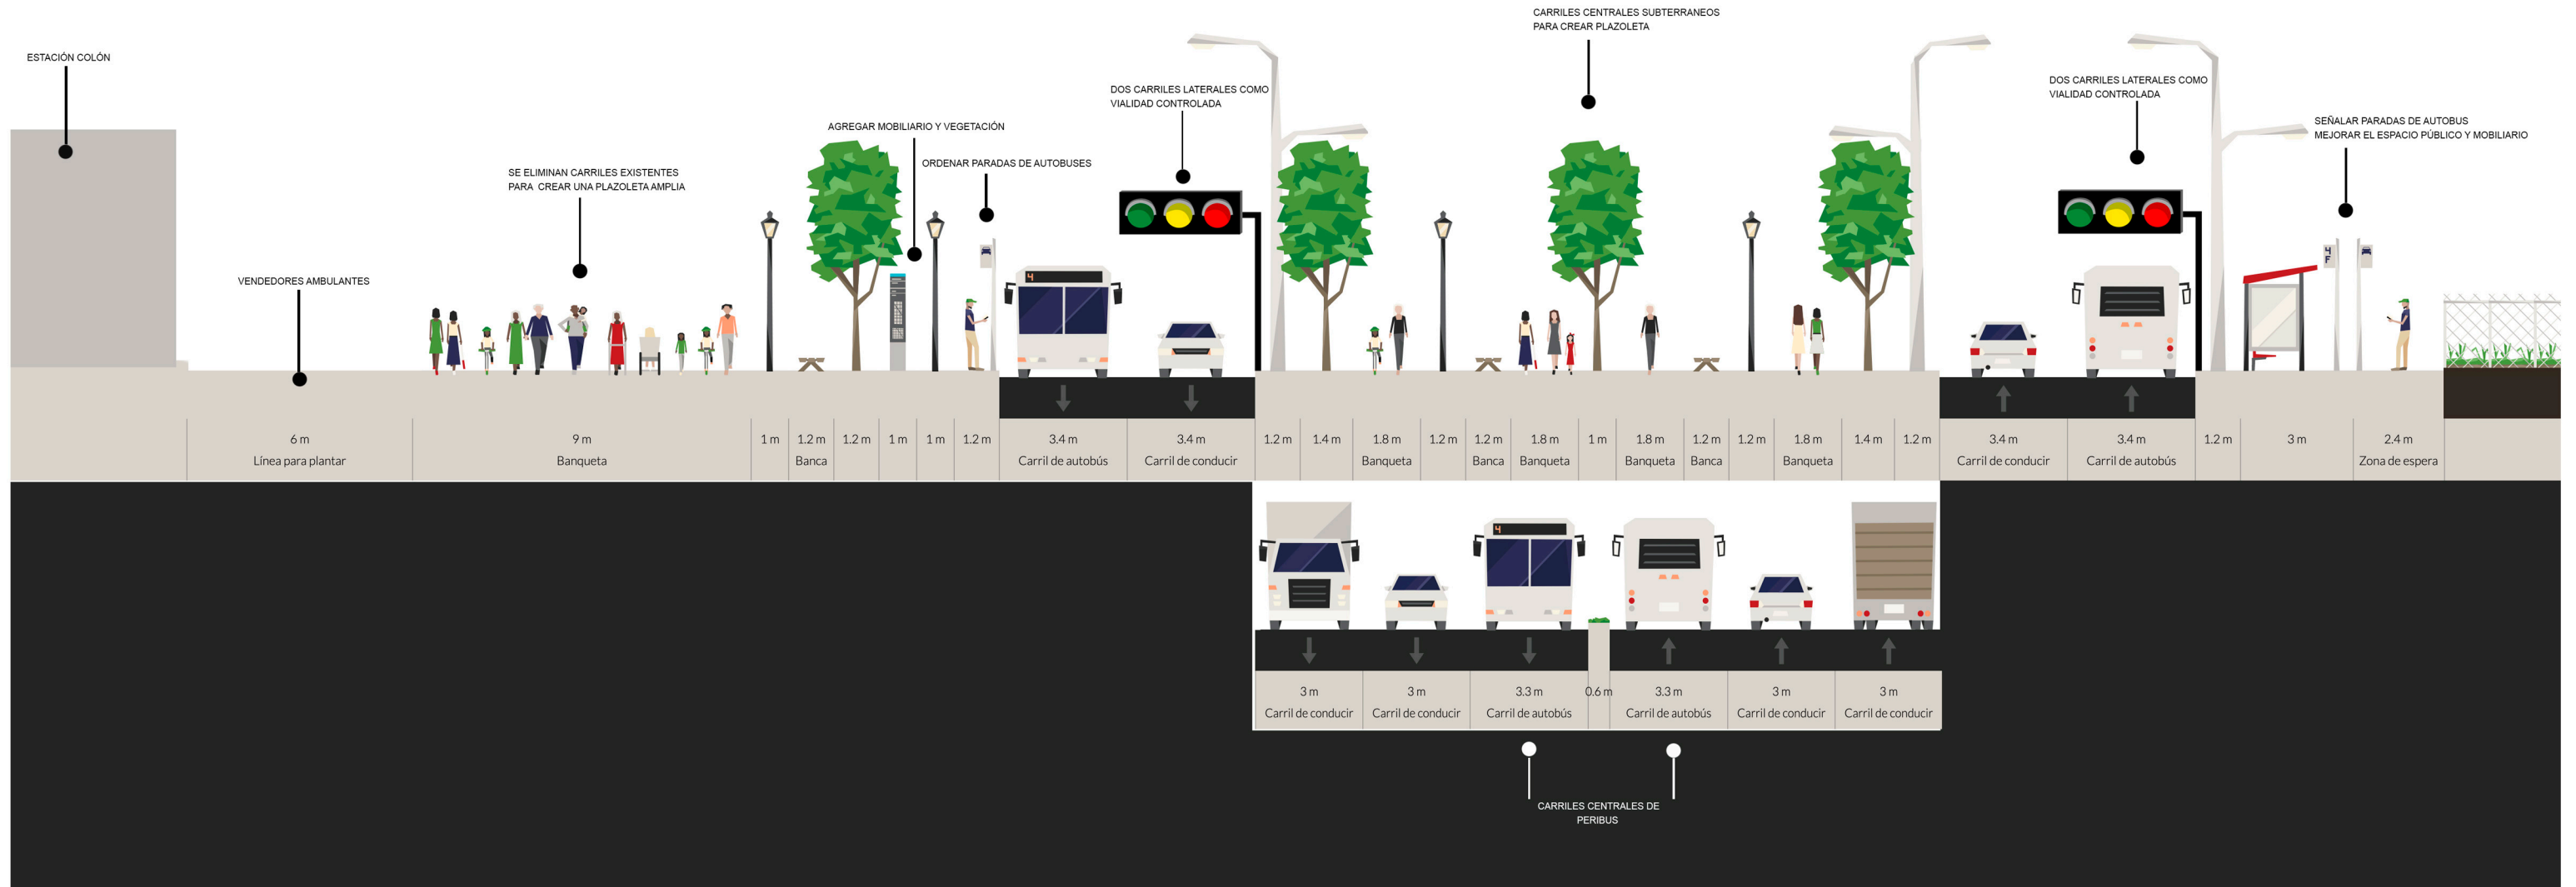 CARRILES CENTRALES SUBTERRANEOS
PARA CREAR PLAZOLETA
ESTACIÓN COLÓN
DOS CARRILES LATERALES COMO
VIALIDAD CONTROLADA
DOS CARRILES LATERALES COMO
VIALIDAD CONTROLADA
AGREGAR MOBILIARIO Y VEGETACIÓN
SEÑALAR PARADAS DE AUTOBUS
MEJORAR EL ESPACIO PÚBLICO Y MOBILIARIO
ORDENAR PARADAS DE AUTOBUSES
SE ELIMINAN CARRILES EXISTENTES
PARA CREAR UNA PLAZOLETA AMPLIA
VENDEDORES AMBULANTES
4
4
F
6 m
Línea para plantar
9 m
Banqueta
1 m
1.2 m
Banca
1.2 m
1 m
1 m
1.2 m
3.4 m
Carril de autobús
3.4 m
Carril de conducir
1.2 m
1.4 m
1.8 m
Banqueta
1.2 m
1.2 m
Banca
1.8 m
Banqueta
1 m
1.8 m
Banqueta
1.2 m
Banca
1.2 m
1.8 m
Banqueta
1.4 m
1.2 m
3.4 m
Carril de conducir
3.4 m
Carril de autobús
1.2 m
3 m
2.4 m
Zona de espera
4
3 m
Carril de conducir
3 m
Carril de conducir
3.3 m
Carril de autobús
0.6 m
3.3 m
Carril de autobús
3 m
Carril de conducir
3 m
Carril de conducir
CARRILES CENTRALES DE
PERIBUS